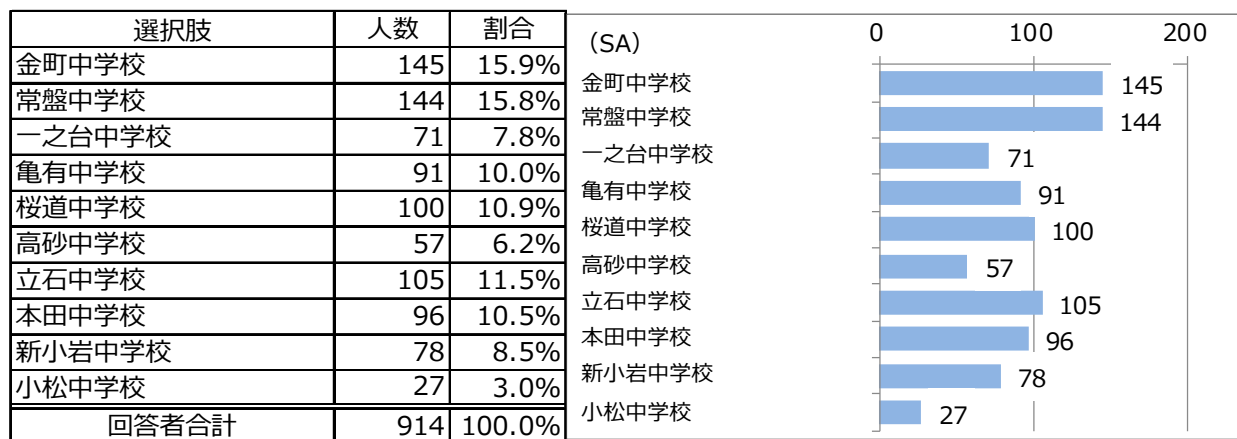 選択肢 人数 割合
金町中学校 145 15.9%
常盤中学校 144 15.8%
一之台中学校 71 7.8%
亀有中学校 91 10.0%
桜道中学校 100 10.9%
高砂中学校 57 6.2%
立石中学校 105 11.5%
本田中学校 96 10.5%
新小岩中学校 78 8.5%
小松中学校 27 3.0%
回答者合計 914 100.0%
（SA） 0 100 200
金町中学校 145
常盤中学校 144
一之台中学校 71
亀有中学校 91
桜道中学校 100
高砂中学校 57
立石中学校 105
本田中学校 96
新小岩中学校 78
小松中学校 27